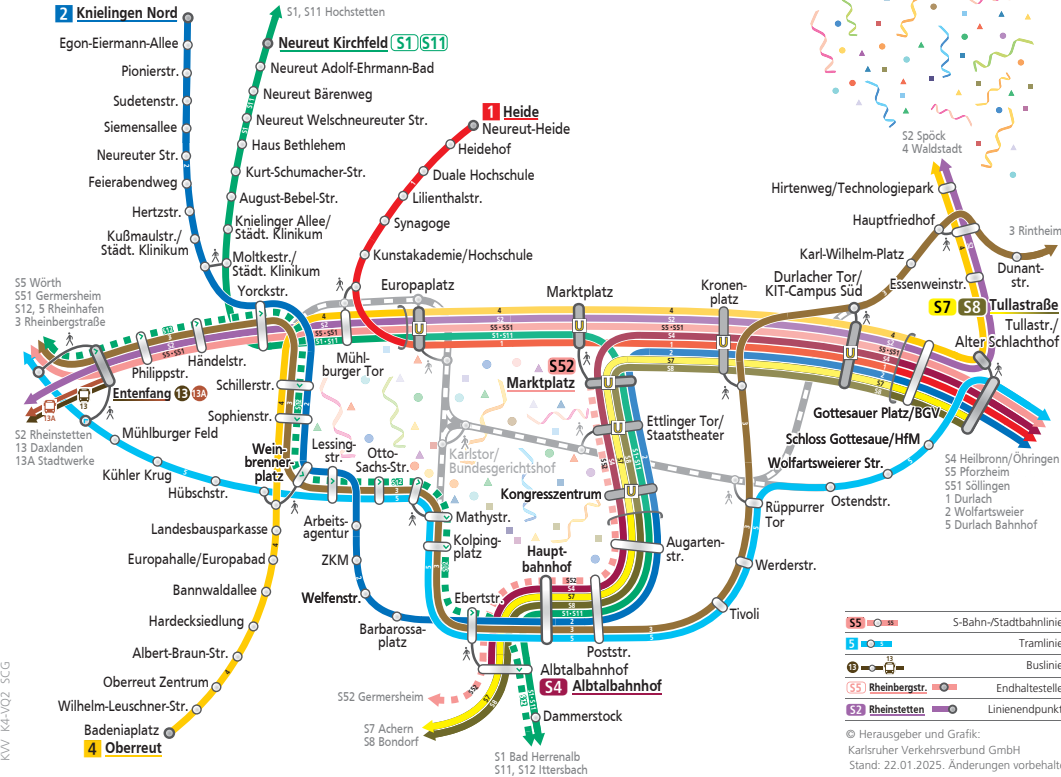 2 Knielingen Nord
Egon-Eiermann-Allee
Pionierstr.
Sudetenstr.
Siemensallee
Neureuter Str.
Feierabendweg
Hertzstr.
Kußmaulstr./
Städt. Klinikum
S1, S11 Hochstetten
Neureut Kirchfeld S1 S11
Neureut Adolf-Ehrmann-Bad
Neureut Bärenweg
Neureut Welschneureuter Str.
Haus Bethlehem
Kurt-Schumacher-Str.
August-Bebel-Str.
Knielinger Allee/
Städt. Klinikum
Moltkestr./
Städt. Klinikum
Yorckstr.
1 Heide
Neureut-Heide
Heidehof
Duale Hochschule
Lilienthalstr.
Synagoge
Kunstakademie/Hochschule
Europaplatz
Marktplatz
Kronen-
platz
Durlacher Tor/
KIT-Campus Süd
Karl-Wilhelm-Platz
Hauptfriedhof
Hirtenweg/Technologiepark
S2 Spöck
4 Waldstadt
3 Rintheim
Dunant-
str.
Essenweinstr.
S7 S8 Tullastraße
Tullastr./
Alter Schlachthof
S5 Wörth
S51 Germersheim
S12, 5 Rheinhafen
3 Rheinbergstraße
Philippstr.
Händelstr.
Entenfang 13 13A
13
13A
S2 Rheinstetten
13 Daxlanden
13A Stadtwerke
Mühl-
burger Tor
Schillerstr.
Sophienstr.
Mühlburger Feld
Kühler Krug
Hübschstr.
Wein-
brenner-
platz
Lessing-
str.
Otto-
Sachs-Str.
Karlstor/
Bundesgerichtshof
S52
Marktplatz
Ettlinger Tor/
Staatstheater
Kongresszentrum
Gottesauer Platz/BGV
Schloss Gottesaue/HfM
Wolfartsweierer Str.
Ostendstr.
Rüppurrer
Tor
S4 Heilbronn/Öhringen
S5 Pforzheim
S51 Söllingen
1 Durlach
2 Wolfartsweier
5 Durlach Bahnhof
Landesbausparkasse
Europahalle/Europabad
Bannwaldallee
Hardecksiedlung
Albert-Braun-Str.
Oberreut Zentrum
Wilhelm-Leuschner-Str.
Badeniaplatz
4 Oberreut
Arbeits-
agentur
ZKM
Welfenstr.
Barbarossa-
platz
Mathystr.
Kolping-
platz
Ebertstr.
Haupt-
bahnhof
Augarten-
str.
Werderstr.
Tivoli
Poststr.
Albtalbahnhof
S4 Albtalbahnhof
Dammerstock
S52 Germersheim
S7 Achern
S8 Bondorf
S1 Bad Herrenalb
S11, S12 Ittersbach
S5 S5 S-Bahn-/Stadtbahnlinie
5 5 Tramlinie
13 13 Buslinie
S5 Rheinbergstr. Endhaltestelle
S2 Rheinstetten Linienendpunkt
© Herausgeber und Grafik:
Karlsruher Verkehrsverbund GmbH
Stand: 22.01.2025. Änderungen vorbehalte
KVV K4-VQ2 SCG